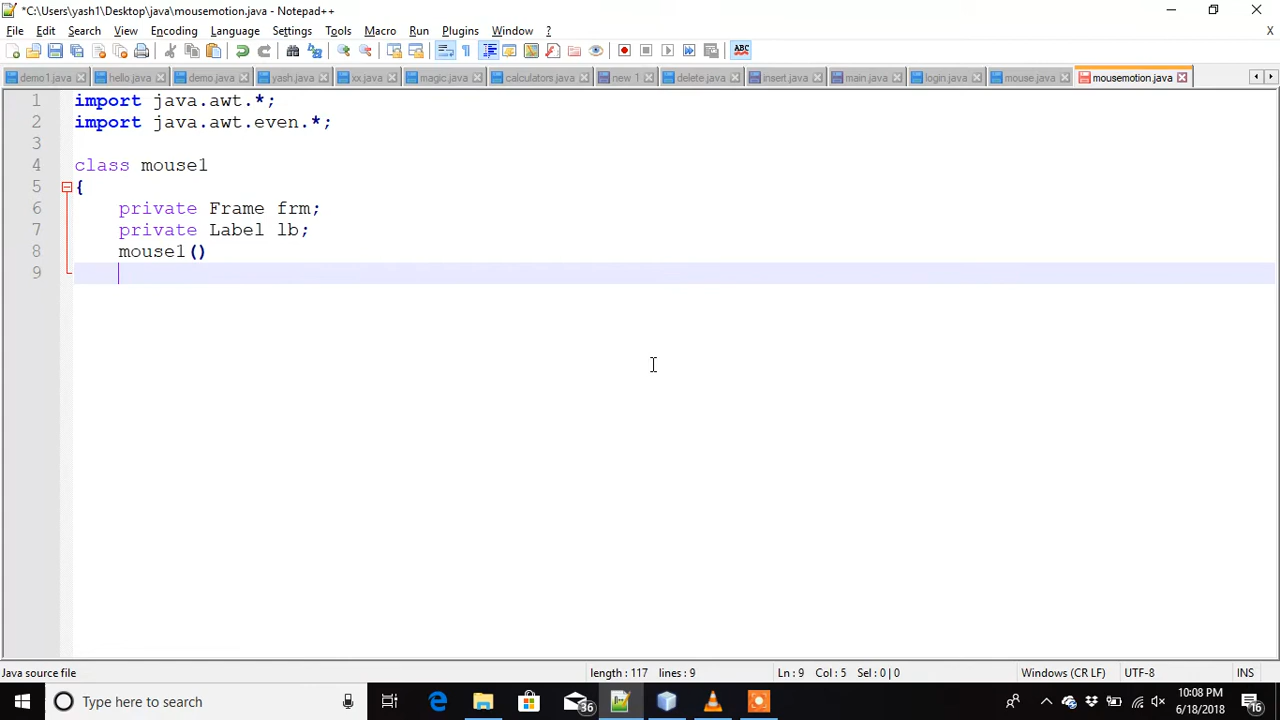 *C:\Users\yash1\Desktop\java\mousemotion.java - Notepad++
File Edit Search View Encoding Language Settings Tools Macro Run Plugins Window ? X
ABC
demo1.java hello.java demo.java yash.java xx.java magic.java calculators.java new 1 delete.java insert.java main.java login.java mouse.java mousemotion.java
1 import java.awt.*;
2 import java.awt.even.*;
3
4 class mouse1
5 {
6 private Frame frm;
7 private Label lb;
8 mouse1()
9
Java source file length : 117 lines : 9 Ln : 9 Col : 5 Sel : 0 | 0 Windows (CR LF) UTF-8 INS
Type here to search 36 10:08 PM
6/18/2018 16